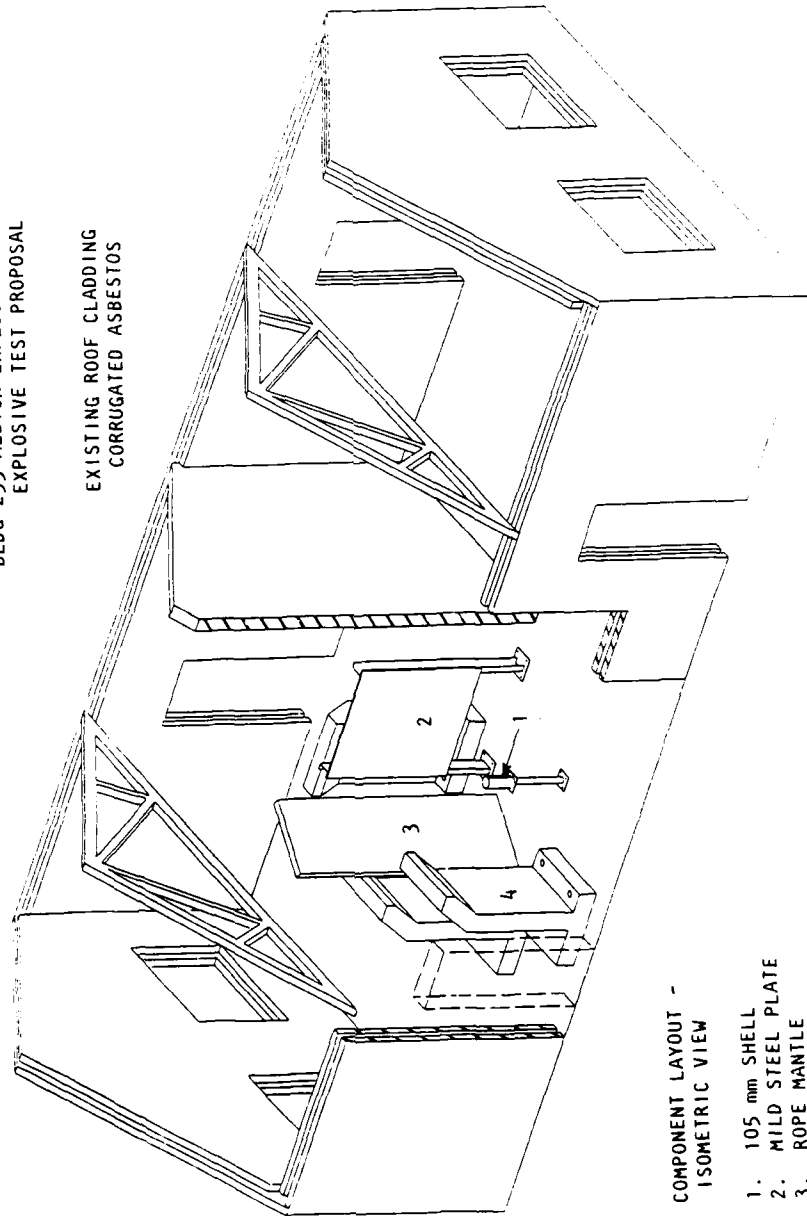 EXPLOSIVE TEST PROPOSAL
EXISTING ROOF CLADDING
CORRUGATED ASBESTOS
2
1
3
4
COMPONENT LAYOUT -
ISOMETRIC VIEW
1. 105 mm SHELL
2. MILD STEEL PLATE
3. ROPE MANTLE